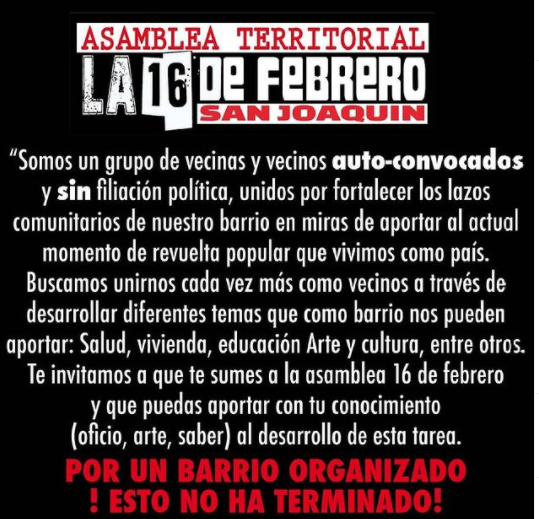 ASAMBLEA TERRITORIAL
LA 16 DE FEBRERO
SAN JOAQUIN
“Somos un grupo de vecinas y vecinos auto-convocados
y sin filiación política, unidos por fortalecer los lazos
comunitarios de nuestro barrio en miras de aportar al actual
momento de revuelta popular que vivimos como país.
Buscamos unirnos cada vez más como vecinos a través de
desarrollar diferentes temas que como barrio nos pueden
aportar: Salud, vivienda, educación Arte y cultura, entre otros.
Te invitamos a que te sumes a la asamblea 16 de febrero
y que puedas aportar con tu conocimiento
(oficio, arte, saber) al desarrollo de esta tarea.
POR UN BARRIO ORGANIZADO
! ESTO NO HA TERMINADO!